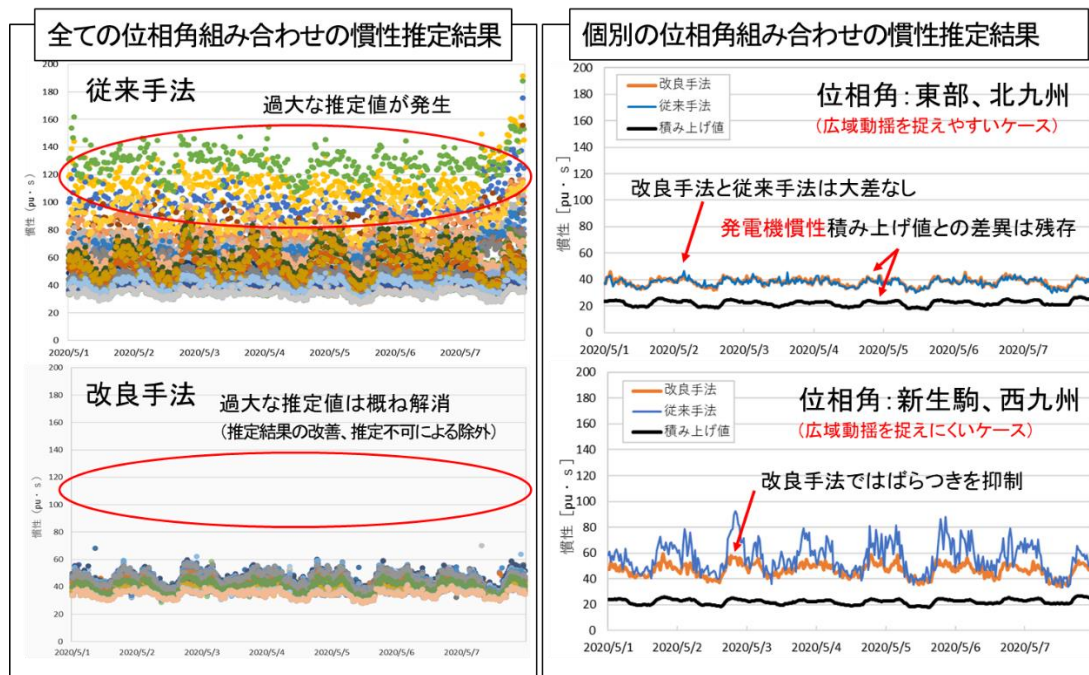 全ての位相角組み合わせの慣性推定結果
従来手法
過大な推定値が発生
慣性 (pu・s)
200
180
160
140
120
100
80
60
40
20
0
2020/5/1 2020/5/2 2020/5/3 2020/5/4 2020/5/5 2020/5/6 2020/5/7
改良手法
過大な推定値は概ね解消
(推定結果の改善、推定不可による除外)
慣性 (pu・s)
200
180
160
140
120
100
80
60
40
20
0
2020/5/1 2020/5/2 2020/5/3 2020/5/4 2020/5/5 2020/5/6 2020/5/7
個別の位相角組み合わせの慣性推定結果
改良手法
従来手法
積み上げ値
位相角:東部、北九州
(広域動揺を捉えやすいケース)
改良手法と従来手法は大差なし
発電機慣性積み上げ値との差異は残存
慣性 [pu・s]
200
180
160
140
120
100
80
60
40
20
0
2020/5/1 2020/5/2 2020/5/3 2020/5/4 2020/5/5 2020/5/6 2020/5/7
改良手法
従来手法
積み上げ値
位相角:新生駒、西九州
(広域動揺を捉えにくいケース)
改良手法ではばらつきを抑制
慣性 [pu・s]
200
180
160
140
120
100
80
60
40
20
0
2020/5/1 2020/5/2 2020/5/3 2020/5/4 2020/5/5 2020/5/6 2020/5/7